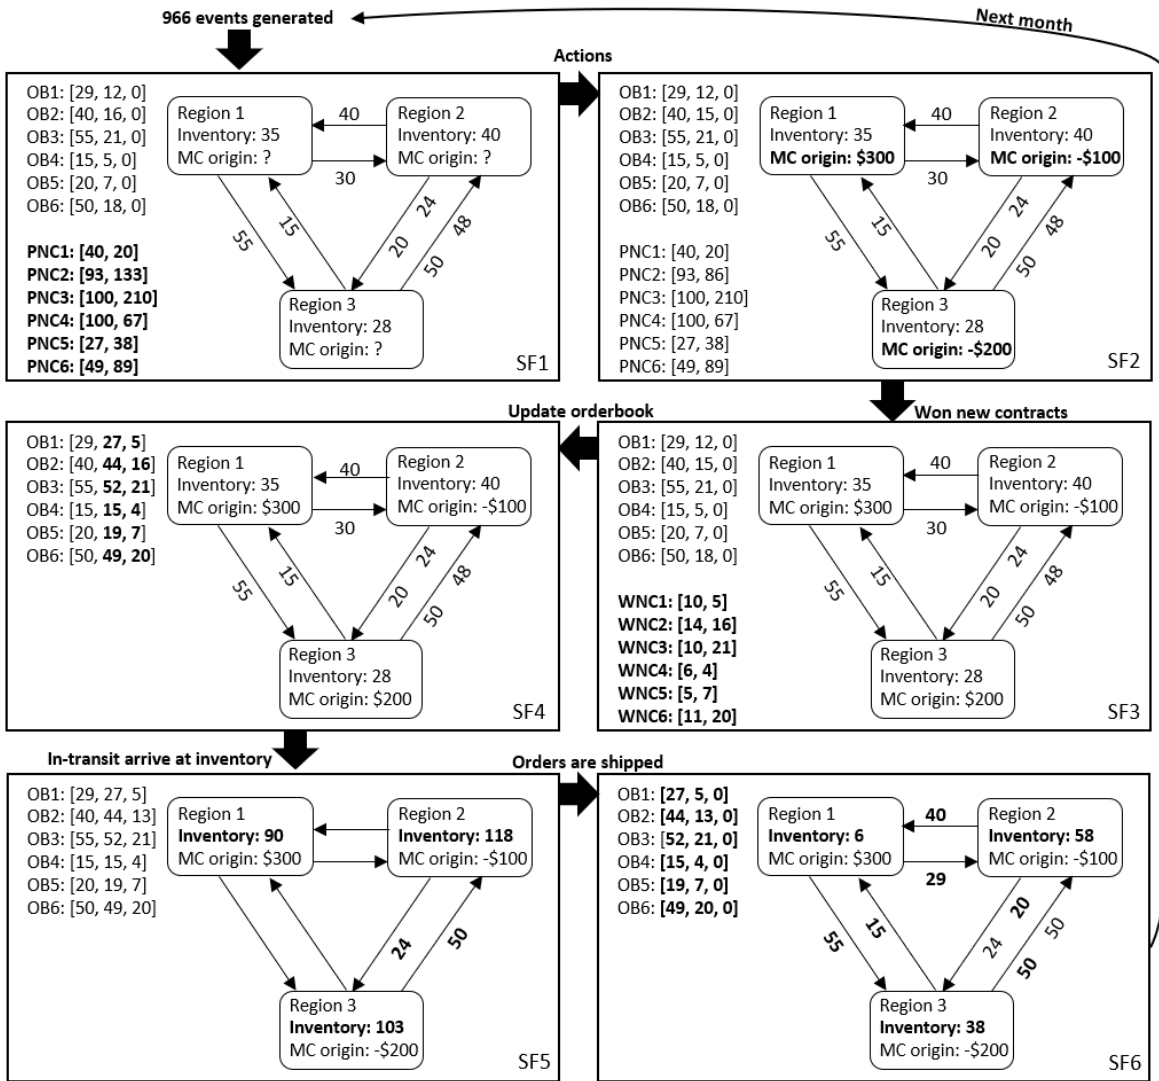 966 events generated
Next month
Actions
OB1: [29, 12, 0]
OB2: [40, 16, 0]
OB3: [55, 21, 0]
OB4: [15, 5, 0]
OB5: [20, 7, 0]
OB6: [50, 18, 0]
PNC1: [40, 20]
PNC2: [93, 133]
PNC3: [100, 210]
PNC4: [100, 67]
PNC5: [27, 38]
PNC6: [49, 89]
Region 1
Inventory: 35
MC origin: ?
40
30
Region 2
Inventory: 40
MC origin: ?
55
15
24
20
48
50
Region 3
Inventory: 28
MC origin: ?
SF1
OB1: [29, 12, 0]
OB2: [40, 15, 0]
OB3: [55, 21, 0]
OB4: [15, 5, 0]
OB5: [20, 7, 0]
OB6: [50, 18, 0]
PNC1: [40, 20]
PNC2: [93, 86]
PNC3: [100, 210]
PNC4: [100, 67]
PNC5: [27, 38]
PNC6: [49, 89]
Region 1
Inventory: 35
MC origin: $300
40
30
Region 2
Inventory: 40
MC origin: -$100
55
15
24
20
48
50
Region 3
Inventory: 28
MC origin: -$200
SF2
Update orderbook
Won new contracts
OB1: [29, 27, 5]
OB2: [40, 44, 16]
OB3: [55, 52, 21]
OB4: [15, 15, 4]
OB5: [20, 19, 7]
OB6: [50, 49, 20]
Region 1
Inventory: 35
MC origin: $300
40
30
Region 2
Inventory: 40
MC origin: -$100
55
15
24
20
48
50
Region 3
Inventory: 28
MC origin: $200
SF4
OB1: [29, 12, 0]
OB2: [40, 15, 0]
OB3: [55, 21, 0]
OB4: [15, 5, 0]
OB5: [20, 7, 0]
OB6: [50, 18, 0]
WNC1: [10, 5]
WNC2: [14, 16]
WNC3: [10, 21]
WNC4: [6, 4]
WNC5: [5, 7]
WNC6: [11, 20]
Region 1
Inventory: 35
MC origin: $300
40
30
Region 2
Inventory: 40
MC origin: -$100
55
15
24
20
48
50
Region 3
Inventory: 28
MC origin: $200
SF3
In-transit arrive at inventory
Orders are shipped
OB1: [29, 27, 5]
OB2: [40, 44, 13]
OB3: [55, 52, 21]
OB4: [15, 15, 4]
OB5: [20, 19, 7]
OB6: [50, 49, 20]
Region 1
Inventory: 90
MC origin: $300
Region 2
Inventory: 118
MC origin: -$100
24
50
Region 3
Inventory: 103
MC origin: -$200
SF5
OB1: [27, 5, 0]
OB2: [44, 13, 0]
OB3: [52, 21, 0]
OB4: [15, 4, 0]
OB5: [19, 7, 0]
OB6: [49, 20, 0]
Region 1
Inventory: 6
MC origin: $300
40
29
Region 2
Inventory: 58
MC origin: -$100
55
15
20
24
50
50
Region 3
Inventory: 38
MC origin: -$200
SF6